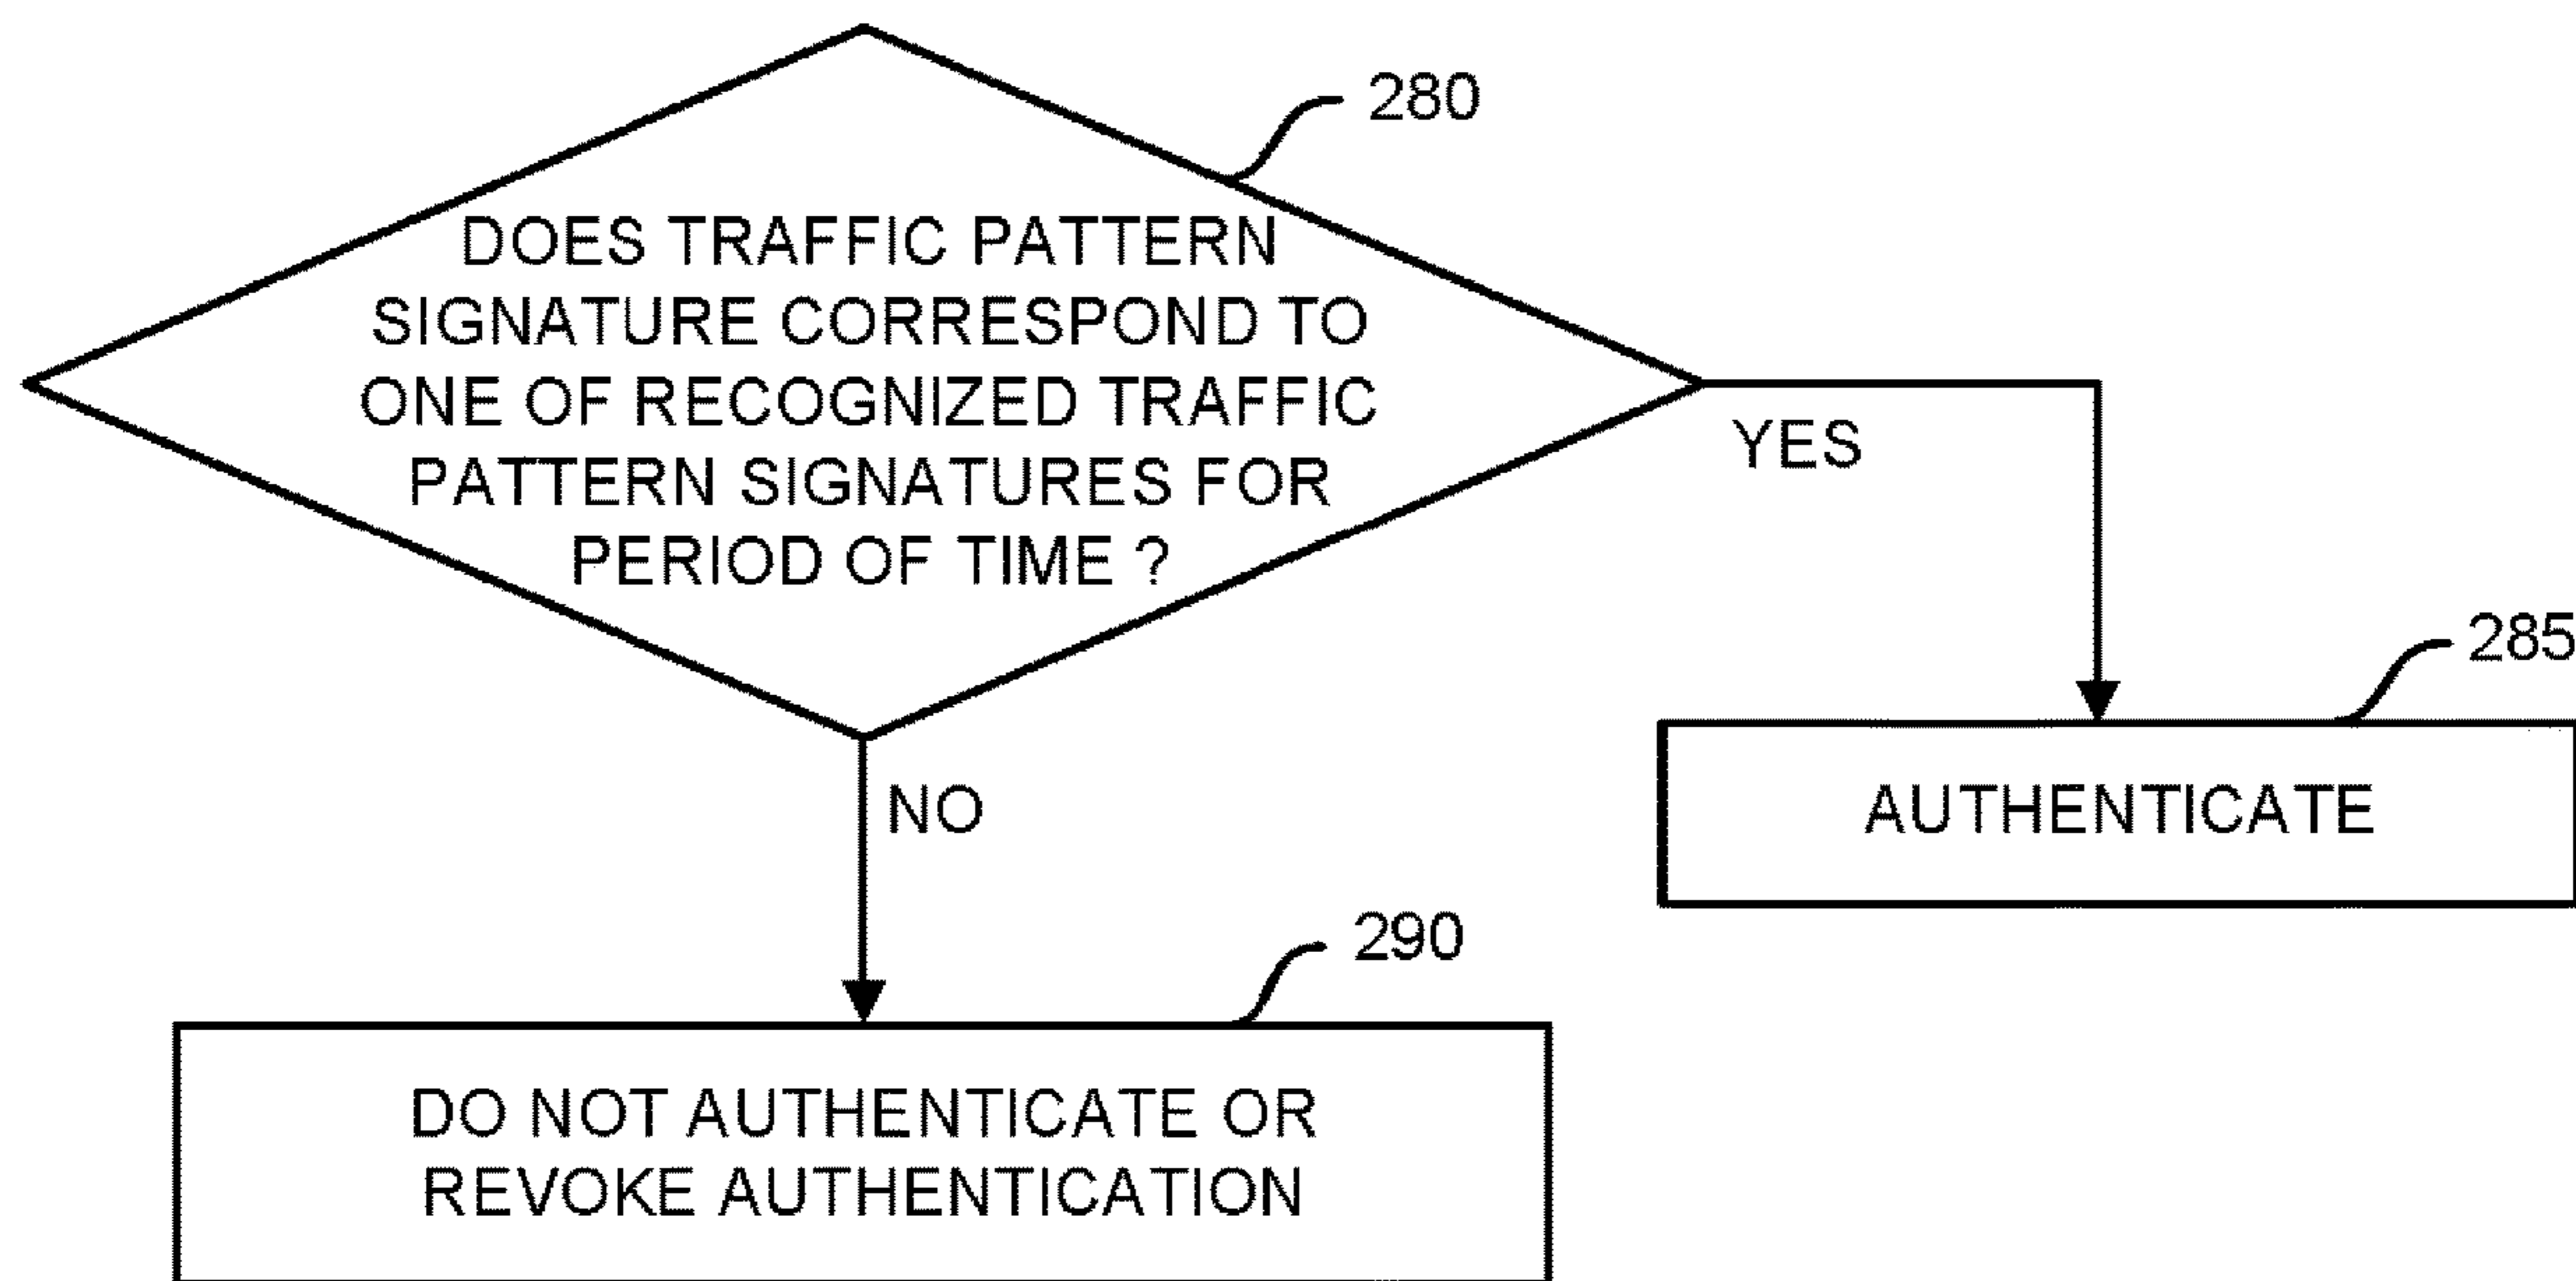 280
DOES TRAFFIC PATTERN
SIGNATURE CORRESPOND TO
ONE OF RECOGNIZED TRAFFIC
PATTERN SIGNATURES FOR
PERIOD OF TIME ?
YES
285
AUTHENTICATE
NO
290
DO NOT AUTHENTICATE OR
REVOKE AUTHENTICATION